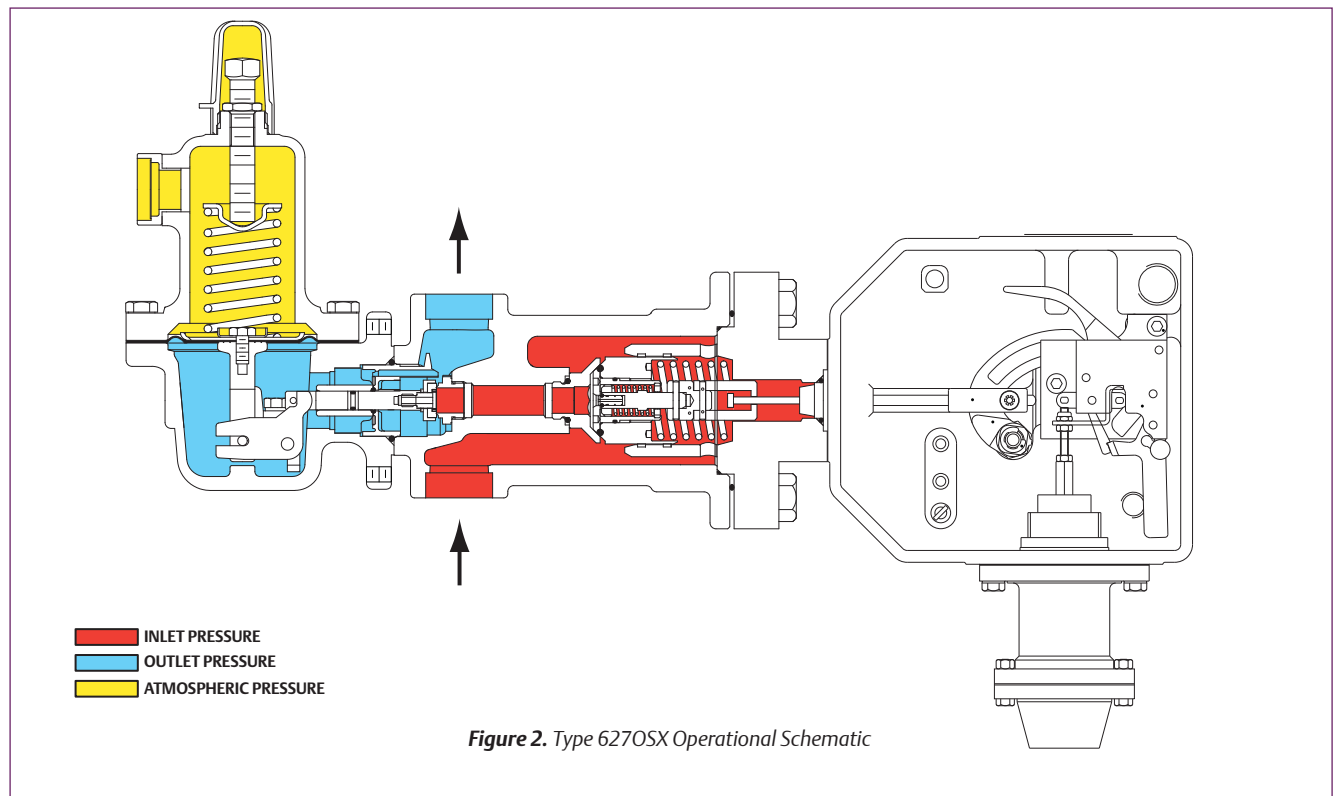 INLET PRESSURE
OUTLET PRESSURE
ATMOSPHERIC PRESSURE
Figure 2. Type 627OSX Operational Schematic